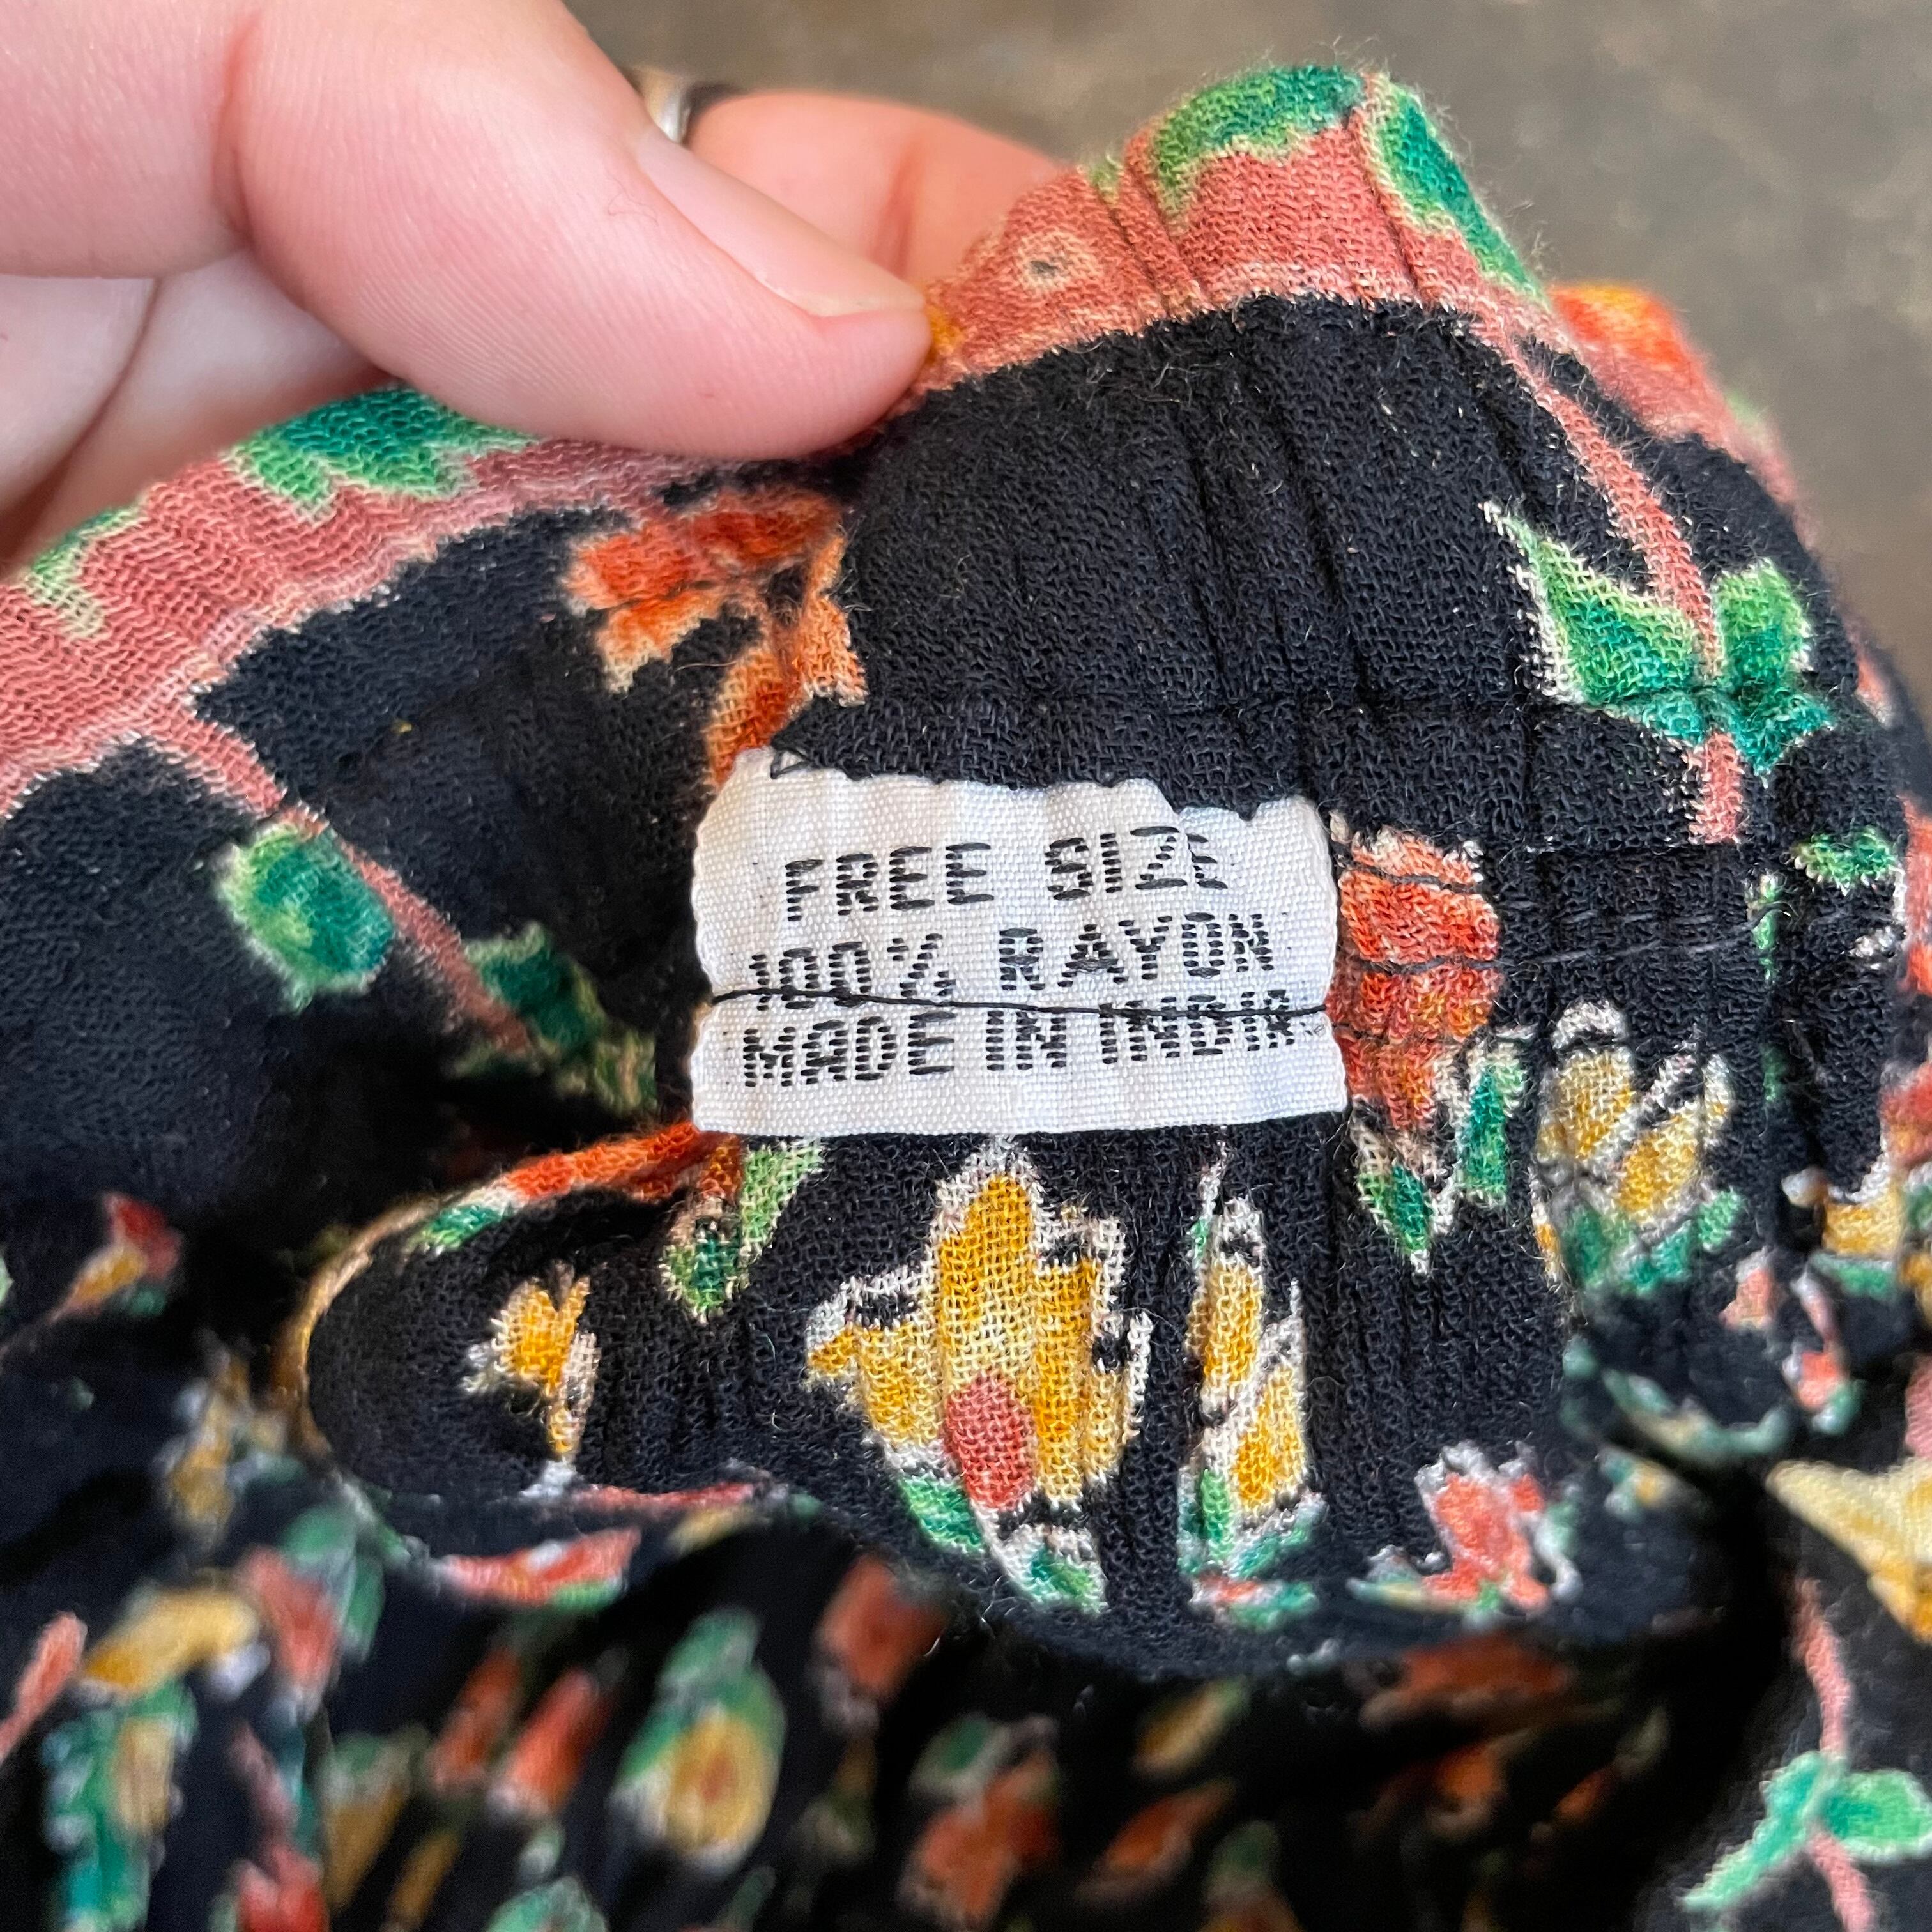 FREE SIZE
100% RAYON
MADE IN INDIA